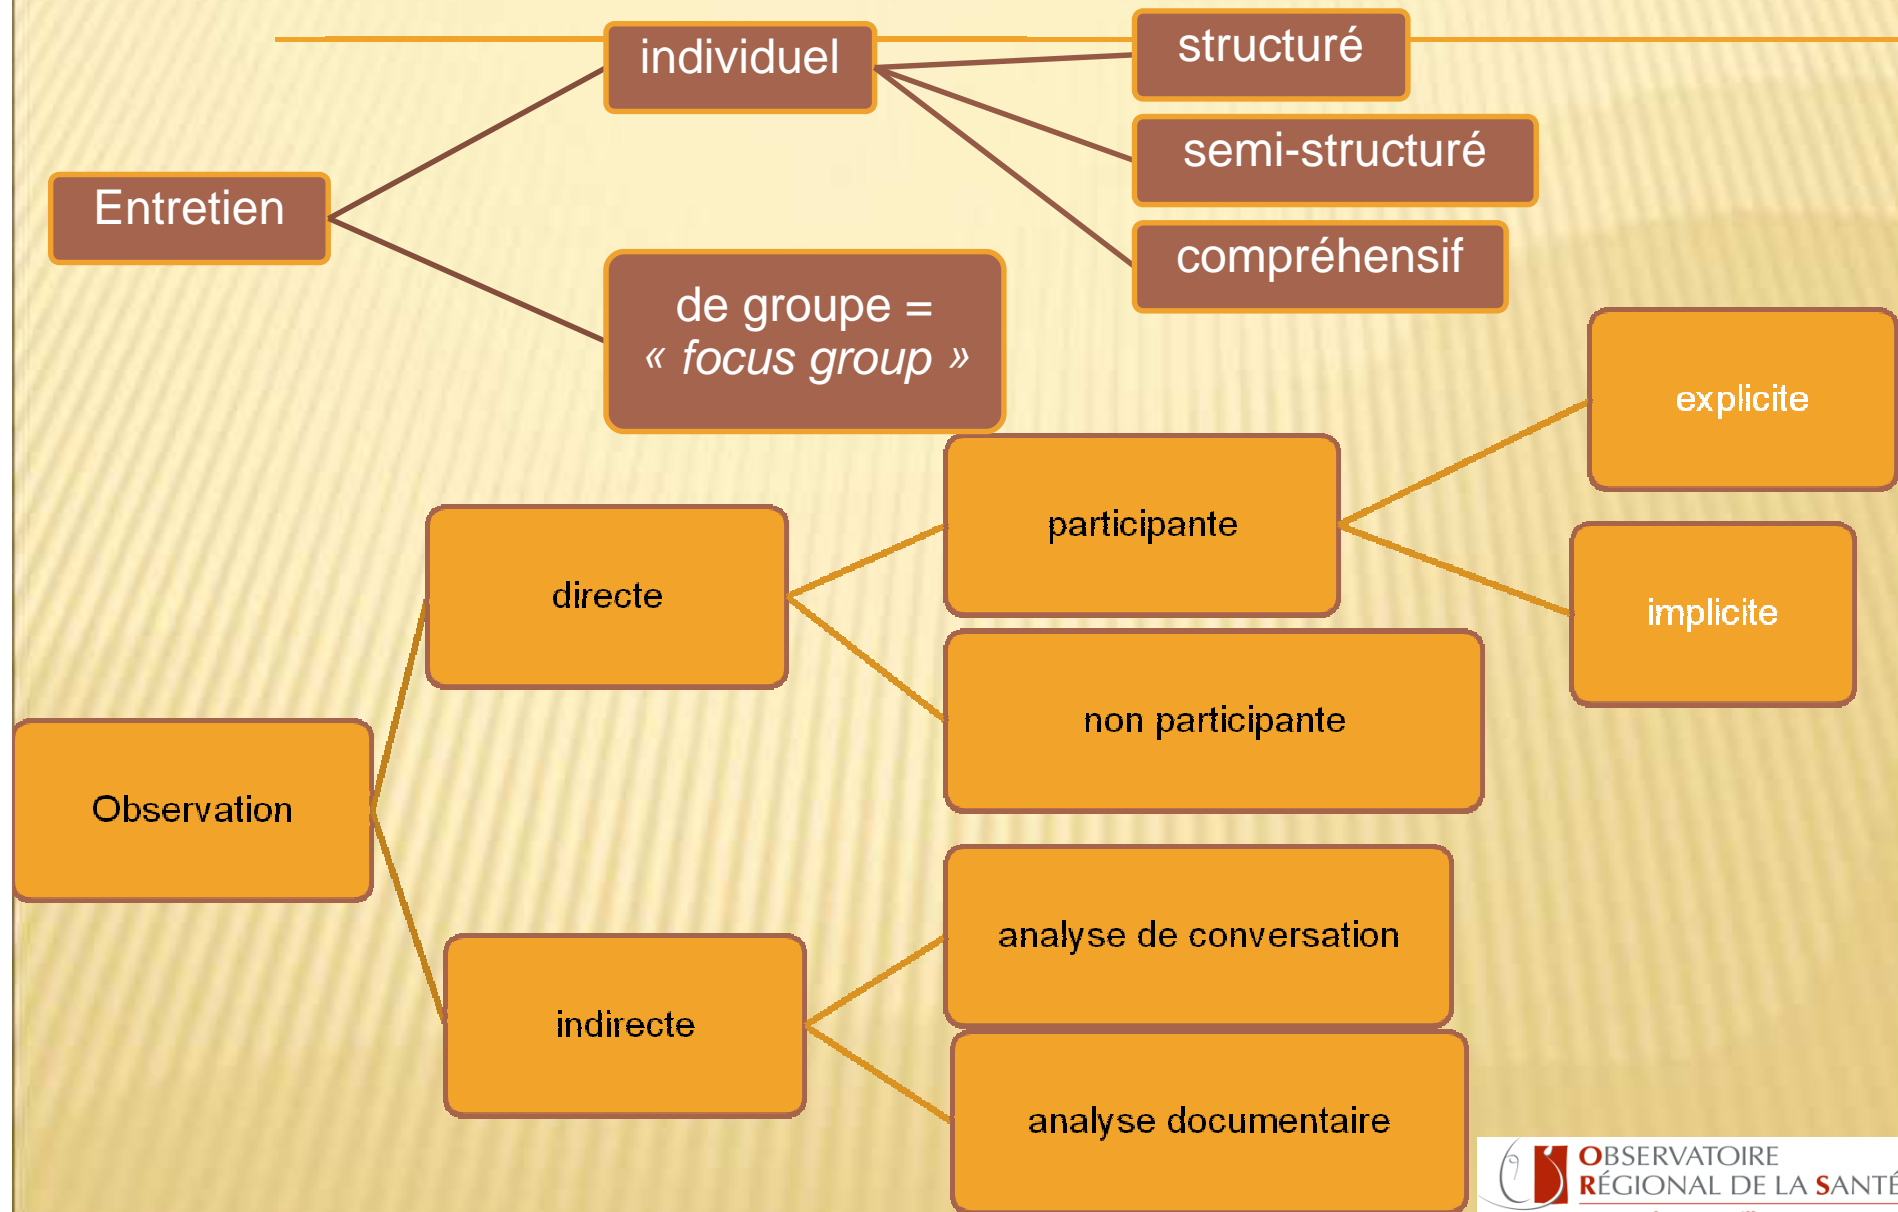 individuel
structuré
semi-structuré
Entretien
compréhensif
de groupe =
« focus group »
explicite
participante
directe
implicite
non participante
Observation
analyse de conversation
indirecte
analyse documentaire
OBSERVATOIRE
RÉGIONAL DE LA SANTÉ